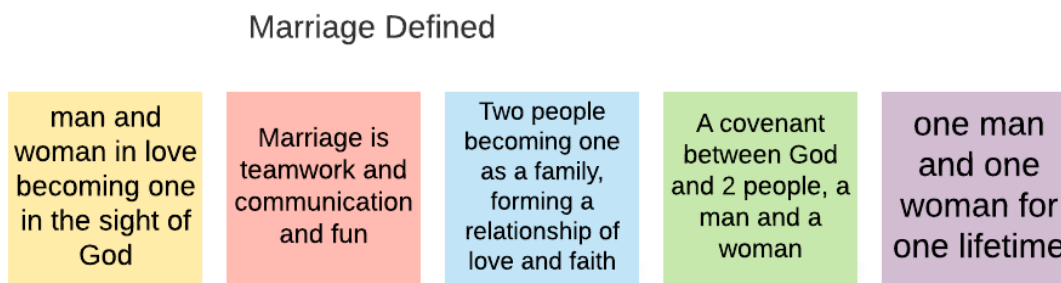 Marriage Defined
man and
woman in love
becoming one
in the sight of
God
Marriage is
teamwork and
communication
and fun
Two people
becoming one
as a family,
forming a
relationship of
love and faith
A covenant
between God
and 2 people, a
man and a
woman
one man
and one
woman for
one lifetime